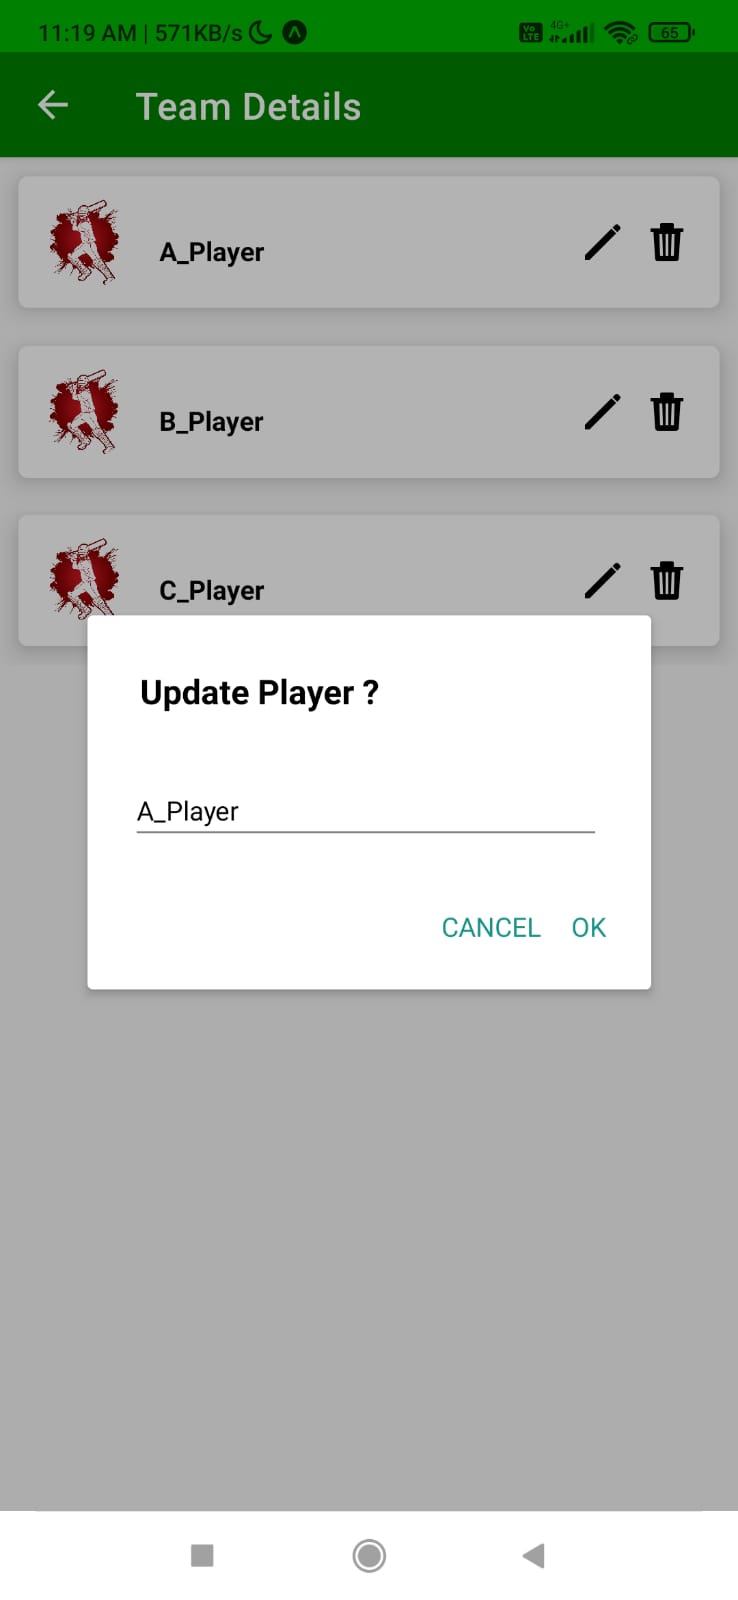 11:19 AM | 571KB/s
Vo LTE 4G+ 65
Team Details
A_Player
B_Player
C_Player
Update Player ?
A_Player
CANCEL OK